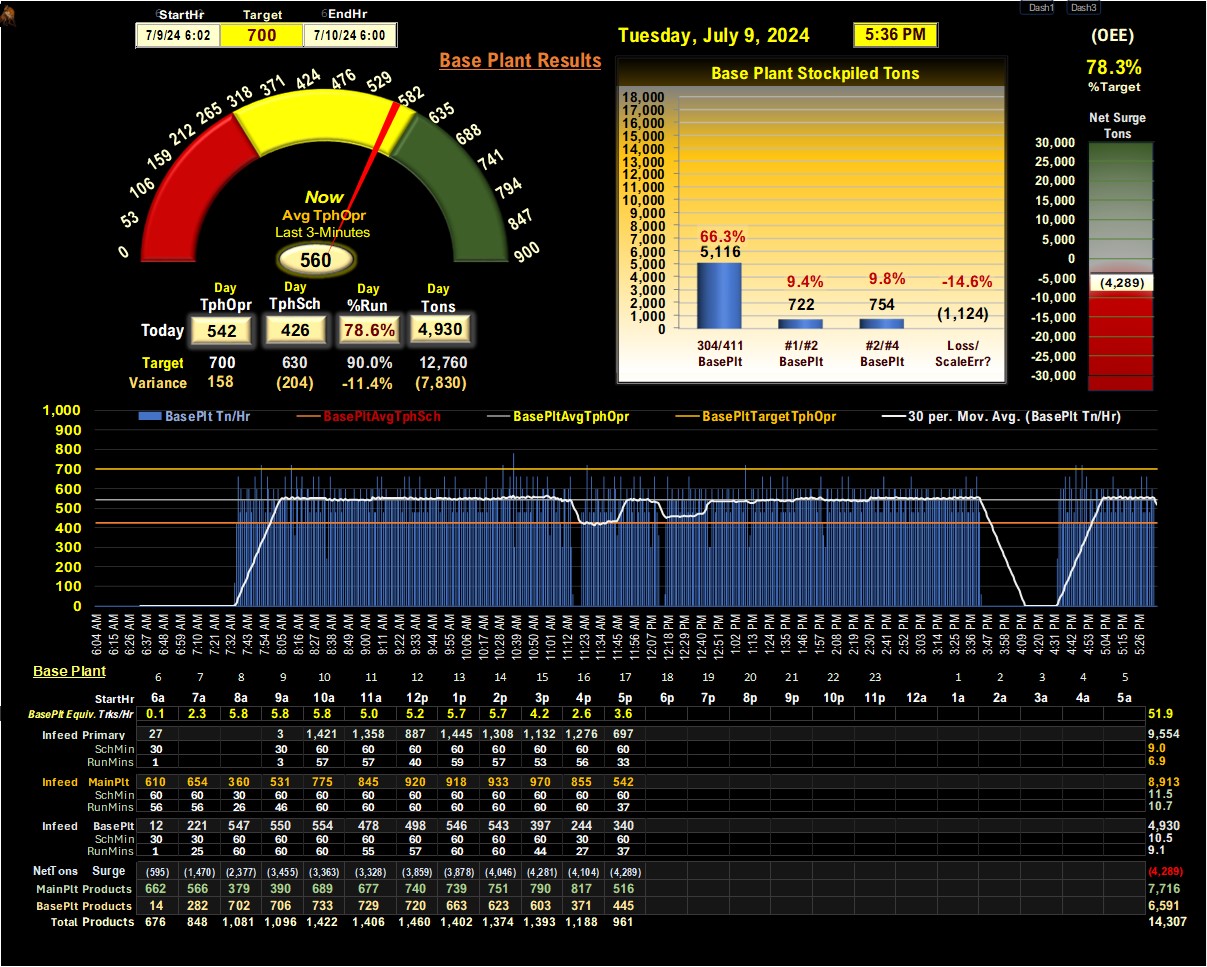 Dash1 Dash3
StartHr Target EndHr
7/9/24 6:02 700 7/10/24 6:00
Tuesday, July 9, 2024 5:36 PM
(OEE)
78.3%
%Target
Base Plant Results
Base Plant Stockpiled Tons
0 53 106 159 212 265 318 371 424 476 529 582 635 688 741 794 847 900
Now
Avg TphOpr
Last 3-Minutes
560
Day Day Day Day
TphOpr TphSch %Run Tons
Today 542 426 78.6% 4,930
Target 700 630 90.0% 12,760
Variance 158 (204) -11.4% (7,830)
18,000
17,000
16,000
15,000
14,000
13,000
12,000
11,000
10,000
9,000
8,000
7,000
6,000
5,000
4,000
3,000
2,000
1,000
0
66.3% 9.4% 9.8% -14.6%
5,116 722 754 (1,124)
304/411 #1/#2 #2/#4 Loss/
BasePlt BasePlt BasePlt ScaleErr?
Net Surge
Tons
30,000
25,000
20,000
15,000
10,000
5,000
0
-5,000
-10,000
-15,000
-20,000
-25,000
-30,000
(4,289)
BasePlt Tn/Hr BasePltAvgTphSch BasePltAvgTphOpr BasePltTargetTphOpr 30 per. Mov. Avg. (BasePlt Tn/Hr)
1,000
900
800
700
600
500
400
300
200
100
0
6:04 AM 6:15 AM 6:26 AM 6:37 AM 6:48 AM 6:59 AM 7:10 AM 7:21 AM 7:32 AM 7:43 AM 7:54 AM 8:05 AM 8:16 AM 8:27 AM 8:38 AM 8:49 AM 9:00 AM 9:11 AM 9:22 AM 9:33 AM 9:44 AM 9:55 AM 10:06 AM 10:17 AM 10:28 AM 10:39 AM 10:50 AM 11:01 AM 11:12 AM 11:23 AM 11:34 AM 11:45 AM 11:56 AM 12:07 PM 12:18 PM 12:29 PM 12:40 PM 12:51 PM 1:02 PM 1:13 PM 1:24 PM 1:35 PM 1:46 PM 1:57 PM 2:08 PM 2:19 PM 2:30 PM 2:41 PM 2:52 PM 3:03 PM 3:14 PM 3:25 PM 3:36 PM 3:47 PM 3:58 PM 4:09 PM 4:20 PM 4:31 PM 4:42 PM 4:53 PM 5:04 PM 5:15 PM 5:26 PM
Base Plant 6 7 8 9 10 11 12 13 14 15 16 17 18 19 20 21 22 23 1 2 3 4 5
StartHr 6a 7a 8a 9a 10a 11a 12p 1p 2p 3p 4p 5p 6p 7p 8p 9p 10p 11p 12a 1a 2a 3a 4a 5a
BasePlt Equiv. Trks/Hr 0.1 2.3 5.8 5.8 5.8 5.0 5.2 5.7 5.7 4.2 2.6 3.6 51.9
Infeed Primary 27 3 1,421 1,358 887 1,445 1,308 1,132 1,276 697 9,554
SchMin 30 30 60 60 60 60 60 60 60 60 9.0
RunMins 1 3 57 57 40 59 57 53 56 33 6.9
Infeed MainPlt 610 654 360 531 775 845 920 918 933 970 855 542 8,913
SchMin 60 60 30 60 60 60 60 60 60 60 60 60 11.5
RunMins 56 56 26 46 60 60 60 60 60 60 60 37 10.7
Infeed BasePlt 12 221 547 550 554 478 498 546 543 397 244 340 4,930
SchMin 30 30 60 60 60 60 60 60 60 60 30 60 10.5
RunMins 1 25 60 60 60 55 57 60 60 44 27 37 9.1
NetTons Surge (595) (1,470) (2,377) (3,455) (3,363) (3,328) (3,859) (3,878) (4,046) (4,281) (4,104) (4,289) (4,289)
MainPlt Products 662 566 379 390 689 677 740 739 751 790 817 516 7,716
BasePlt Products 14 282 702 706 733 729 720 663 623 603 371 445 6,591
Total Products 676 848 1,081 1,096 1,422 1,406 1,460 1,402 1,374 1,393 1,188 961 14,307